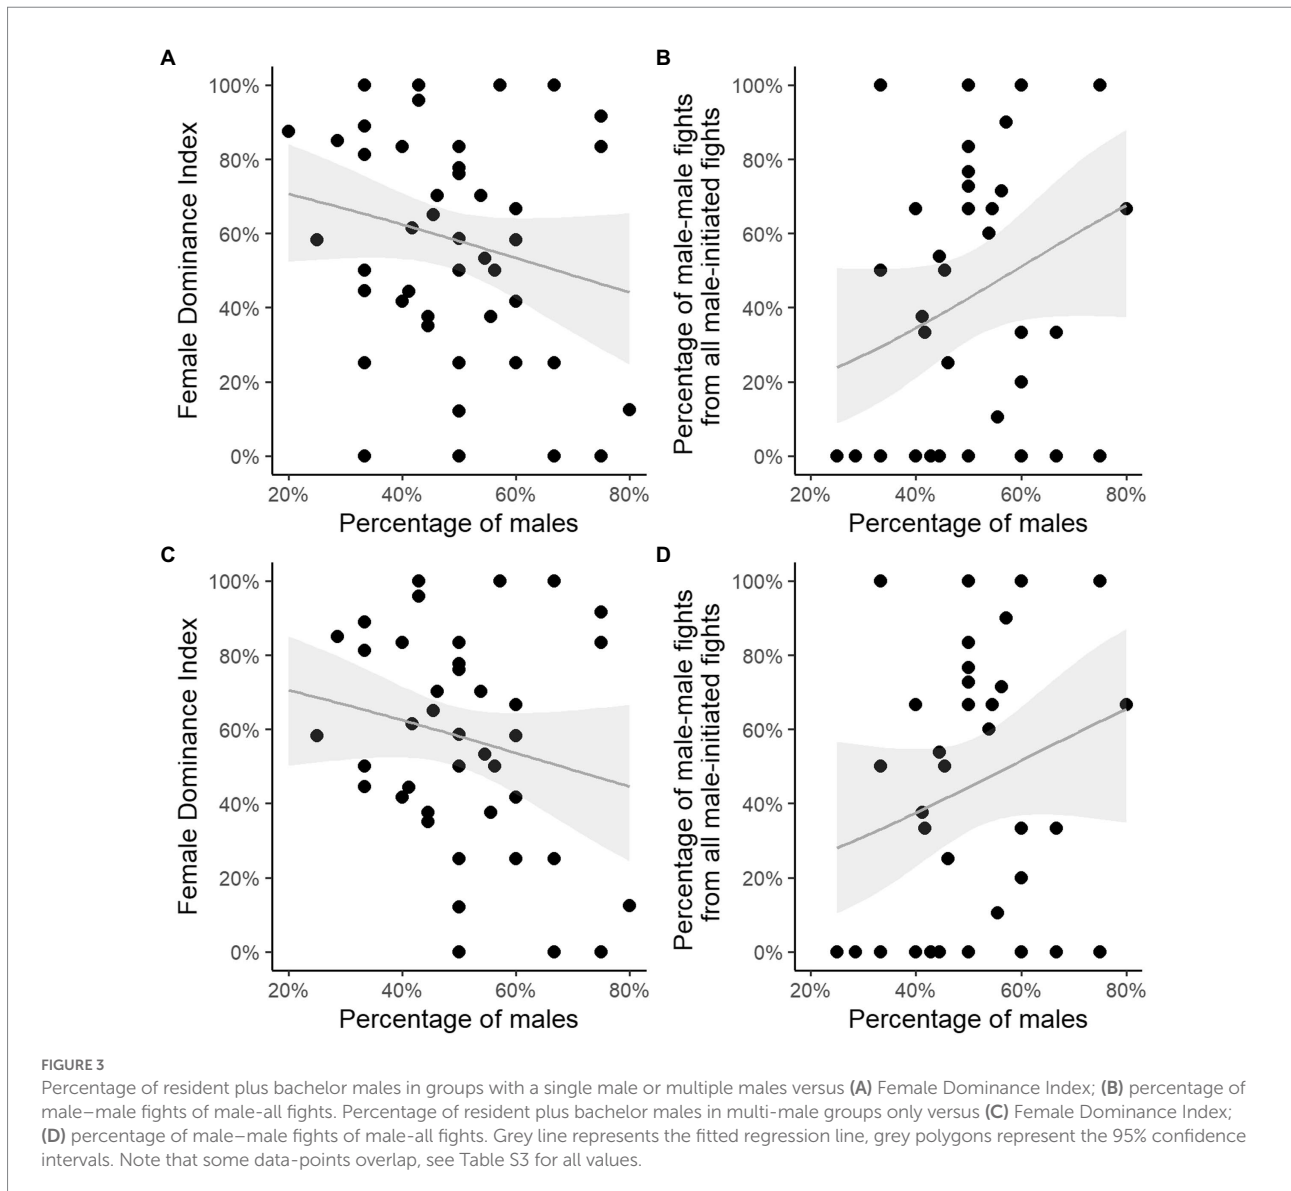 A
B
Female Dominance Index
100%
80%
60%
40%
20%
0%
20%
40%
60%
80%
Percentage of males
Percentage of male-male fights
from all male-initiated fights
100%
80%
60%
40%
20%
0%
20%
40%
60%
80%
Percentage of males
C
D
Female Dominance Index
100%
80%
60%
40%
20%
0%
20%
40%
60%
80%
Percentage of males
Percentage of male-male fights
from all male-initiated fights
100%
80%
60%
40%
20%
0%
20%
40%
60%
80%
Percentage of males
FIGURE 3
Percentage of resident plus bachelor males in groups with a single male or multiple males versus (A) Female Dominance Index; (B) percentage of
male–male fights of male-all fights. Percentage of resident plus bachelor males in multi-male groups only versus (C) Female Dominance Index;
(D) percentage of male–male fights of male-all fights. Grey line represents the fitted regression line, grey polygons represent the 95% confidence
intervals. Note that some data-points overlap, see Table S3 for all values.